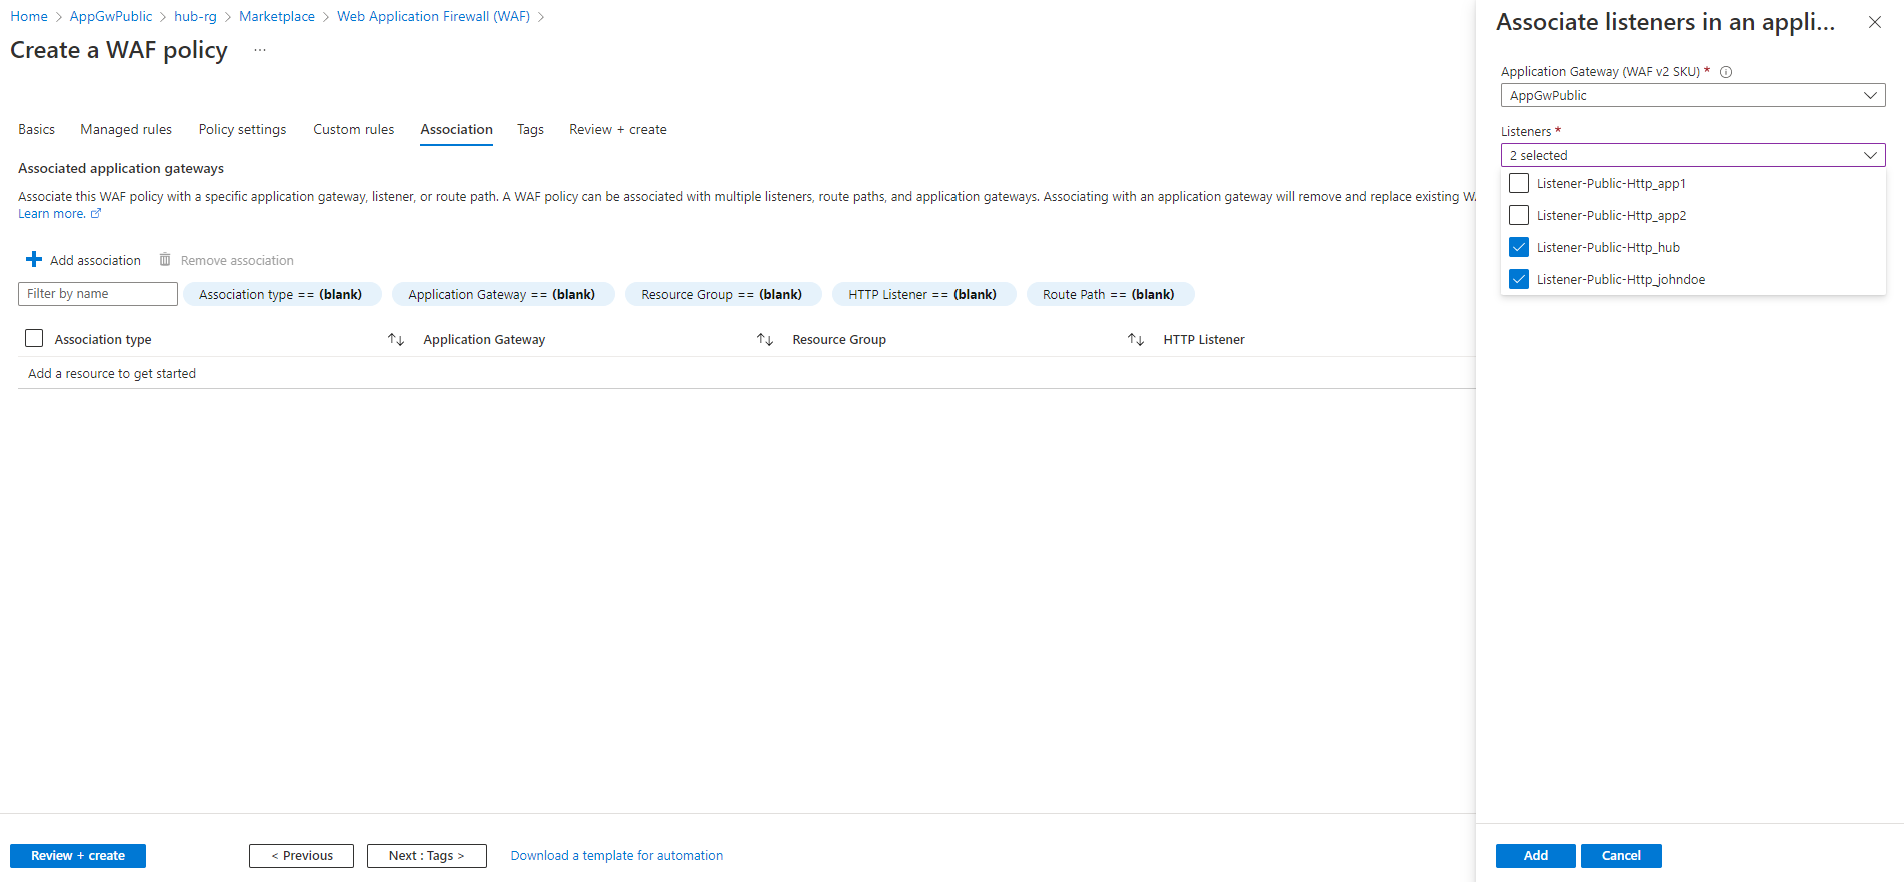 Home > AppGwPublic > hub-rg > Marketplace > Web Application Firewall (WAF) >
Create a WAF policy ...
Basics Managed rules Policy settings Custom rules Association Tags Review + create
Associated application gateways
Associate this WAF policy with a specific application gateway, listener, or route path. A WAF policy can be associated with multiple listeners, route paths, and application gateways. Associating with an application gateway will remove and replace existing
Learn more.
Add association Remove association
Filter by name Association type == (blank) Application Gateway == (blank) Resource Group == (blank) HTTP Listener == (blank) Route Path == (blank)
Association type Application Gateway Resource Group HTTP Listener
Add a resource to get started
Review + create < Previous Next : Tags > Download a template for automation
Associate listeners in an appli...
Application Gateway (WAF v2 SKU) *
AppGwPublic
Listeners *
2 selected
Listener-Public-Http_app1
Listener-Public-Http_app2
Listener-Public-Http_hub
Listener-Public-Http_johndoe
Add Cancel